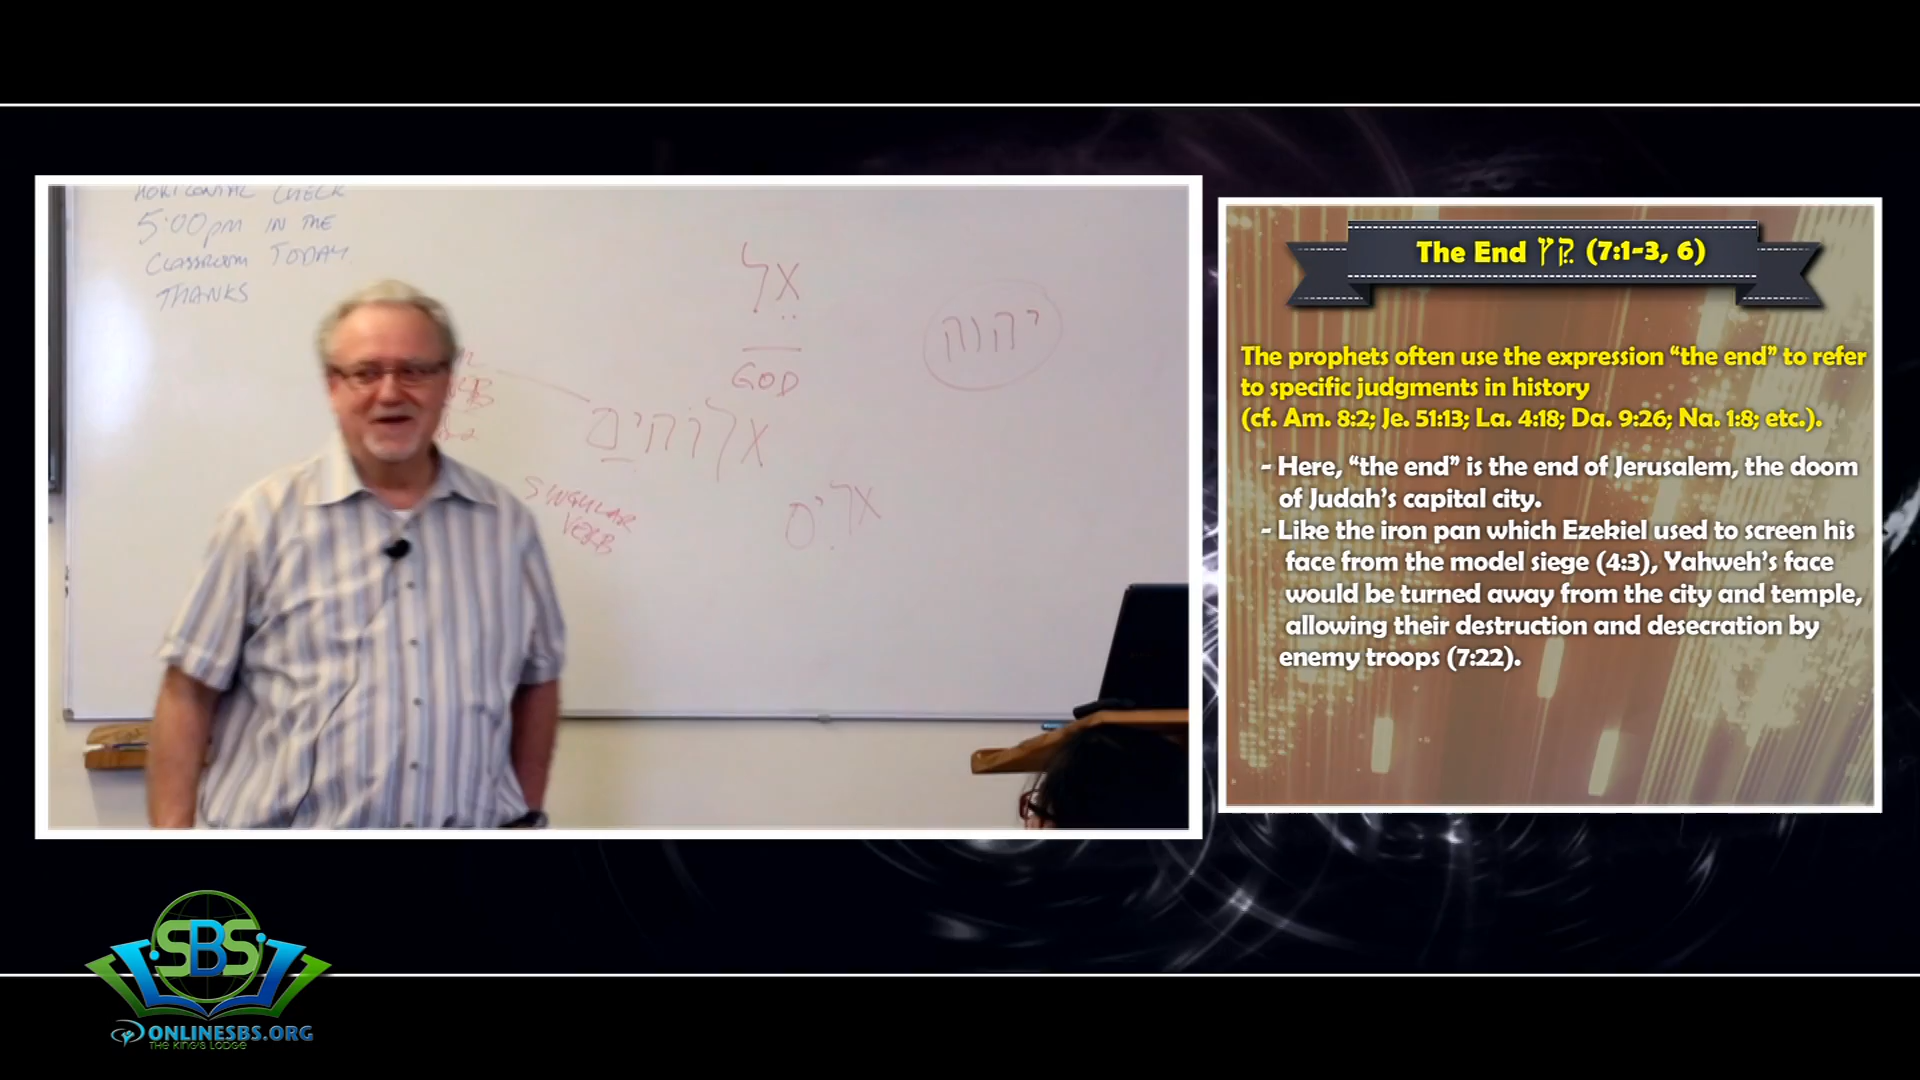 HORIZONTAL CHECK
5:00pm IN THE
CLASSROOM TODAY.
THANKS
אֵל
GOD
יהוה
אלוֹהִים
SINGULAR
VERB
אלִים
The End קֵץ (7:1-3, 6)
The prophets often use the expression “the end” to refer
to specific judgments in history
(cf. Am. 8:2; Je. 51:13; La. 4:18; Da. 9:26; Na. 1:8; etc.).
- Here, “the end” is the end of Jerusalem, the doom
of Judah’s capital city.
- Like the iron pan which Ezekiel used to screen his
face from the model siege (4:3), Yahweh’s face
would be turned away from the city and temple,
allowing their destruction and desecration by
enemy troops (7:22).
SBS
ONLINESBS.ORG
THE KING'S LODGE